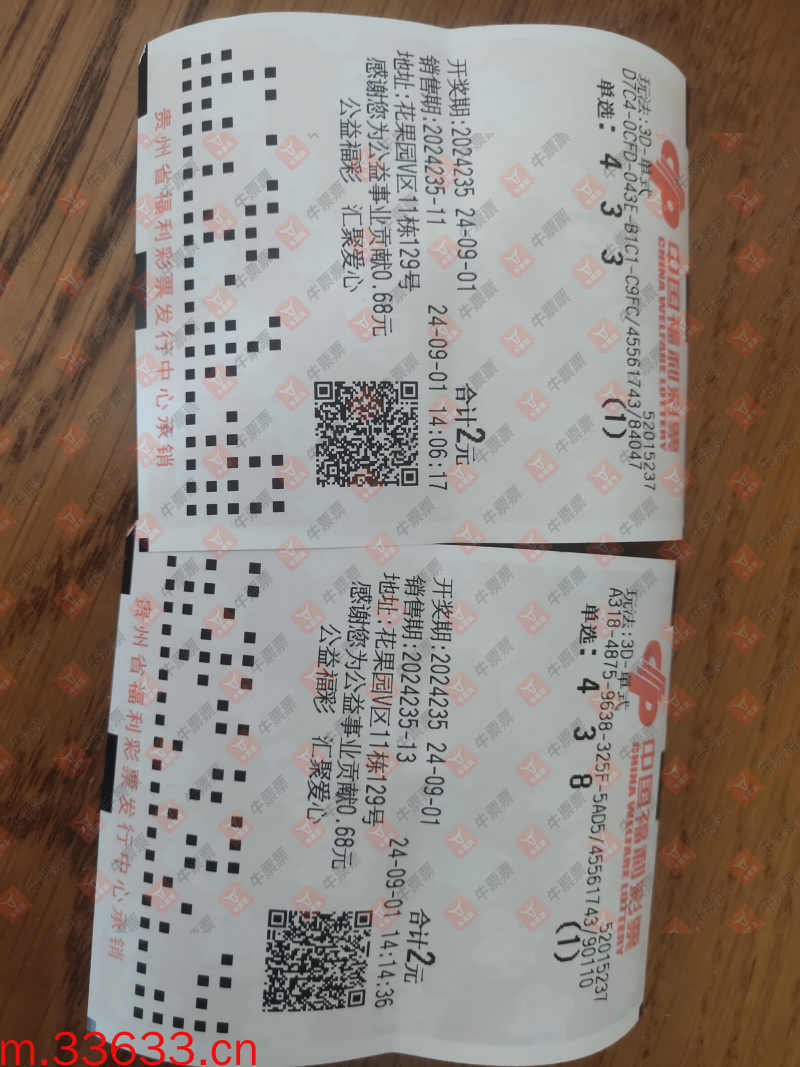 中国福利彩票
CHINA WELFARE LOTTERY
52015237
玩法:3D-单式
D7C4-0CFD-043E-B1C1-C9FC/45561743/84047
单选: 4 3 3 (1)
合计2元
开奖期:2024235 24-09-01
销售期:2024235-11 24-09-01 14:06:17
地址:花果园V区11栋129号
感谢您为公益事业贡献0.68元
公益福彩 汇聚爱心
贵州省福利彩票发行中心承销
中国福利彩票
CHINA WELFARE LOTTERY
52015237
玩法:3D-单式
A318-4875-9638-325F-5AD5/45561743/90110
单选: 4 3 8 (1)
合计2元
开奖期:2024235 24-09-01
销售期:2024235-13 24-09-01 14:14:36
地址:花果园V区11栋129号
感谢您为公益事业贡献0.68元
公益福彩 汇聚爱心
贵州省福利彩票发行中心承销
牛票票
m.33633.cn